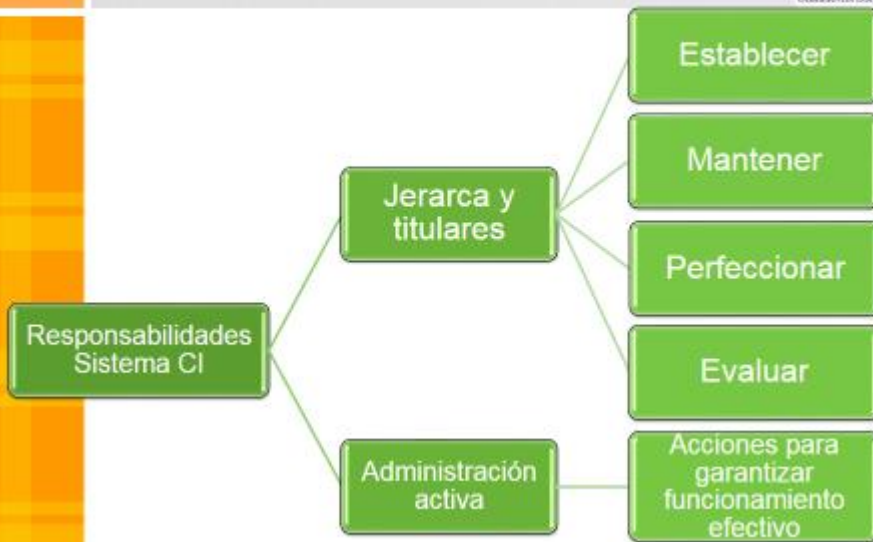 Responsabilidades
Sistema CI
Jerarca y
titulares
Establecer
Mantener
Perfeccionar
Evaluar
Administración
activa
Acciones para
garantizar
funcionamiento
efectivo